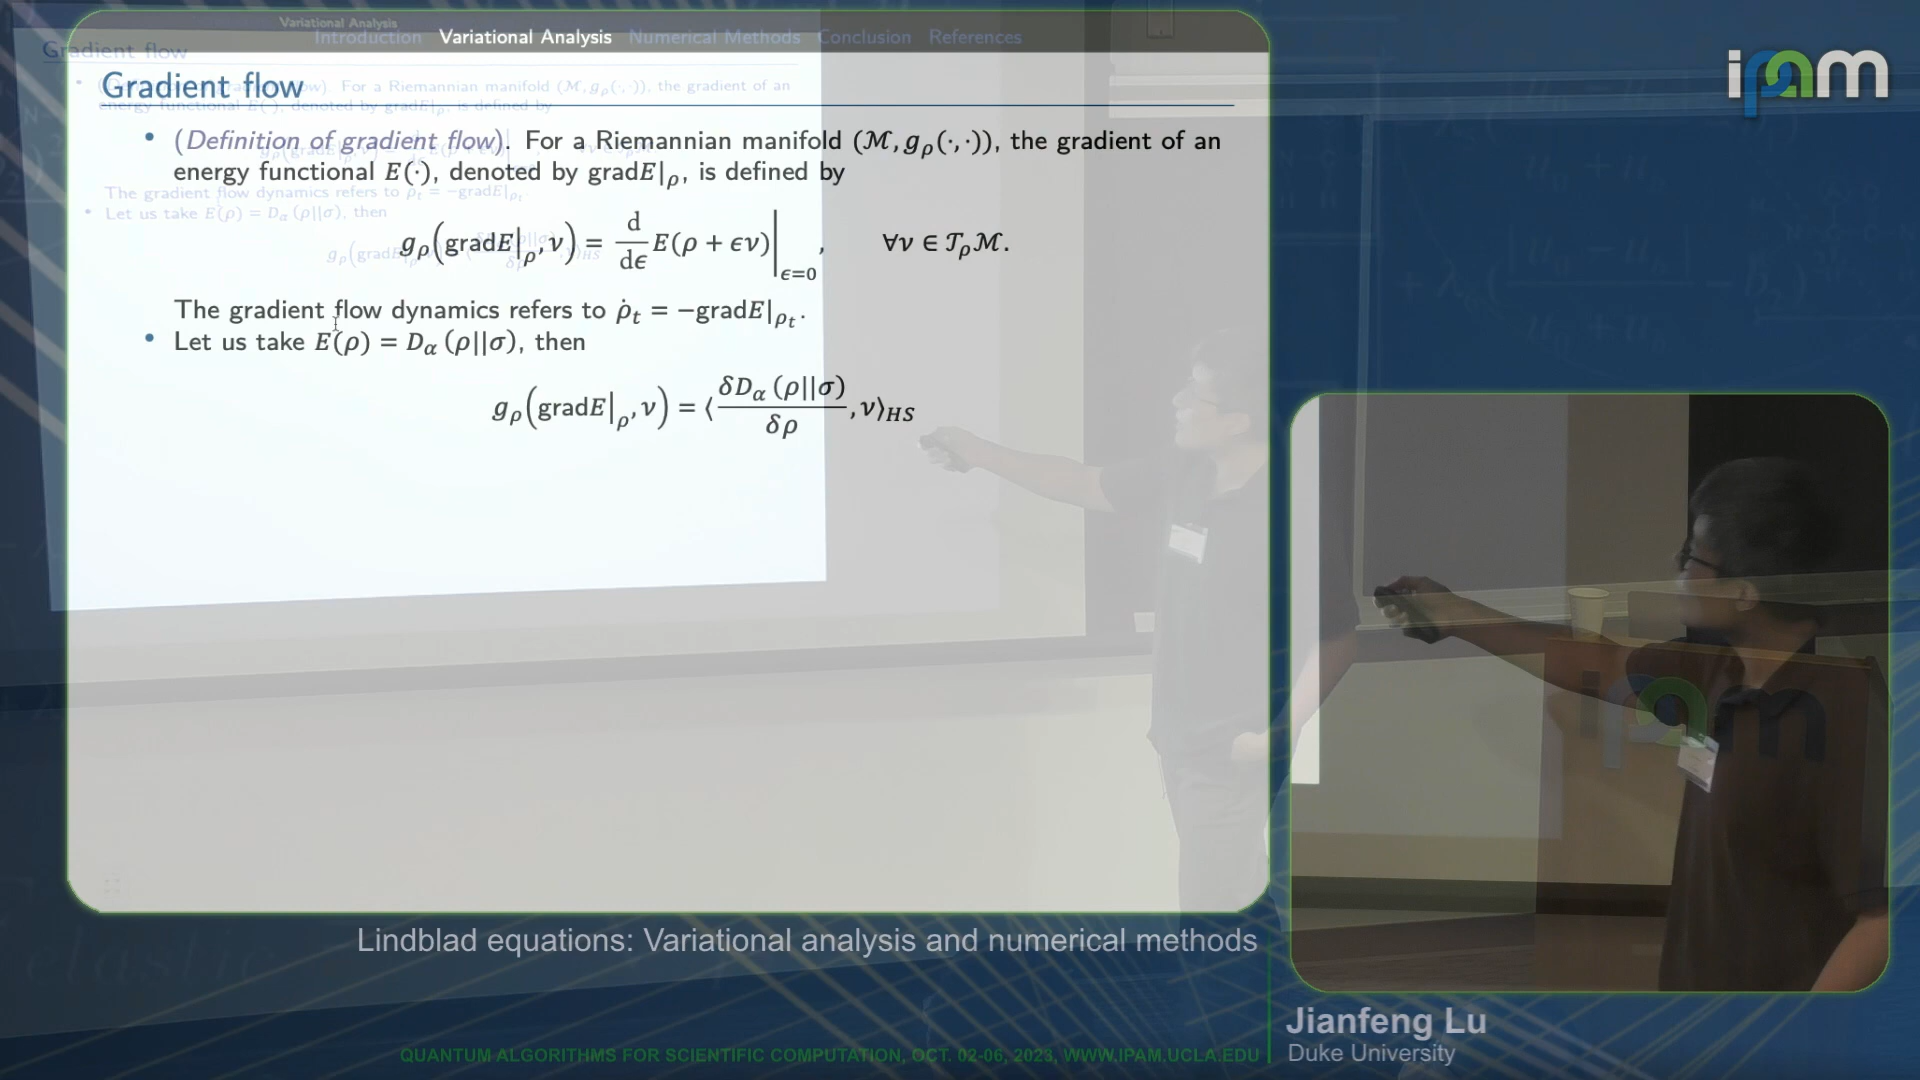 Variational Analysis
Introduction Variational Analysis Numerical Methods Conclusion References
Gradient flow
• (Definition of gradient flow). For a Riemannian manifold (ℳ, g_ρ(·,·)), the gradient of an
energy functional E(·), denoted by gradE|_ρ, is defined by
g_ρ(gradE|_ρ, ν) = d/dϵ E(ρ + ϵν)|_{ϵ=0}, ∀ν ∈ 𝒯_ρℳ.
The gradient flow dynamics refers to ρ̇_t = −gradE|_{ρ_t}.
• Let us take E(ρ) = D_α(ρ||σ), then
g_ρ(gradE|_ρ, ν) = ⟨δD_α(ρ||σ)/δρ, ν⟩_HS
ipam
Lindblad equations: Variational analysis and numerical methods
Jianfeng Lu
Duke University
QUANTUM ALGORITHMS FOR SCIENTIFIC COMPUTATION, OCT. 02-06, 2023, WWW.IPAM.UCLA.EDU